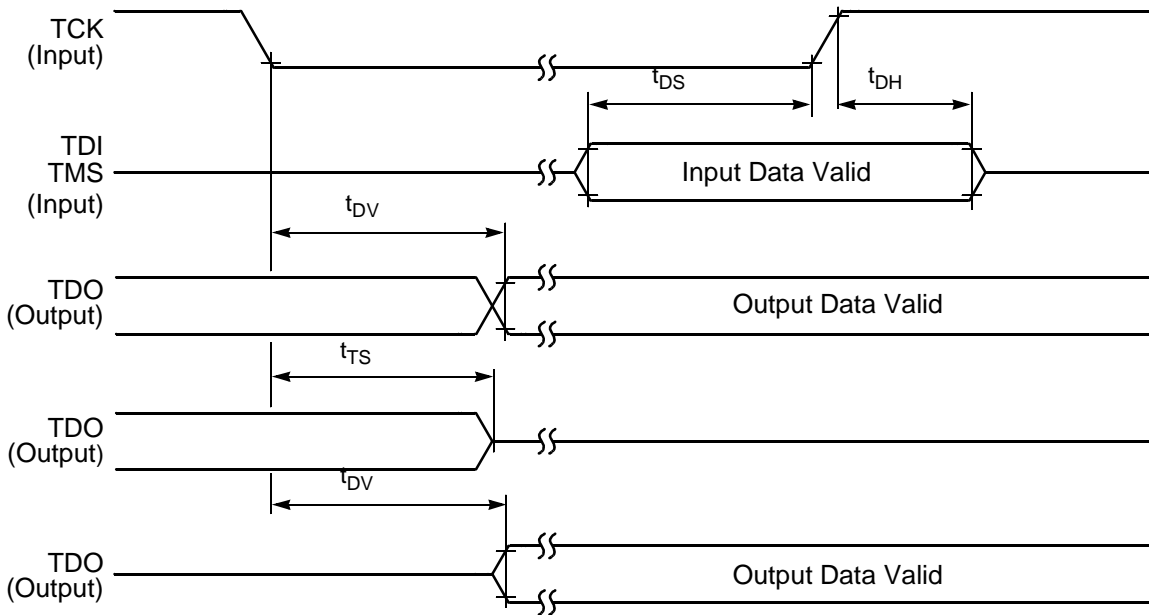 TCK
(Input)
tDS
tDH
TDI
TMS
(Input)
Input Data Valid
tDV
TDO
(Output)
Output Data Valid
tTS
TDO
(Output)
tDV
TDO
(Output)
Output Data Valid